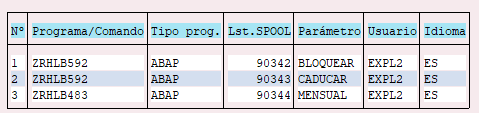 Nº Programa/Comando Tipo prog. Lst.SPOOL Parámetro Usuario Idioma
1 ZRHLB592 ABAP 90342 BLOQUEAR EXPL2 ES
2 ZRHLB592 ABAP 90343 CADUCAR EXPL2 ES
3 ZRHLB483 ABAP 90344 MENSUAL EXPL2 ES